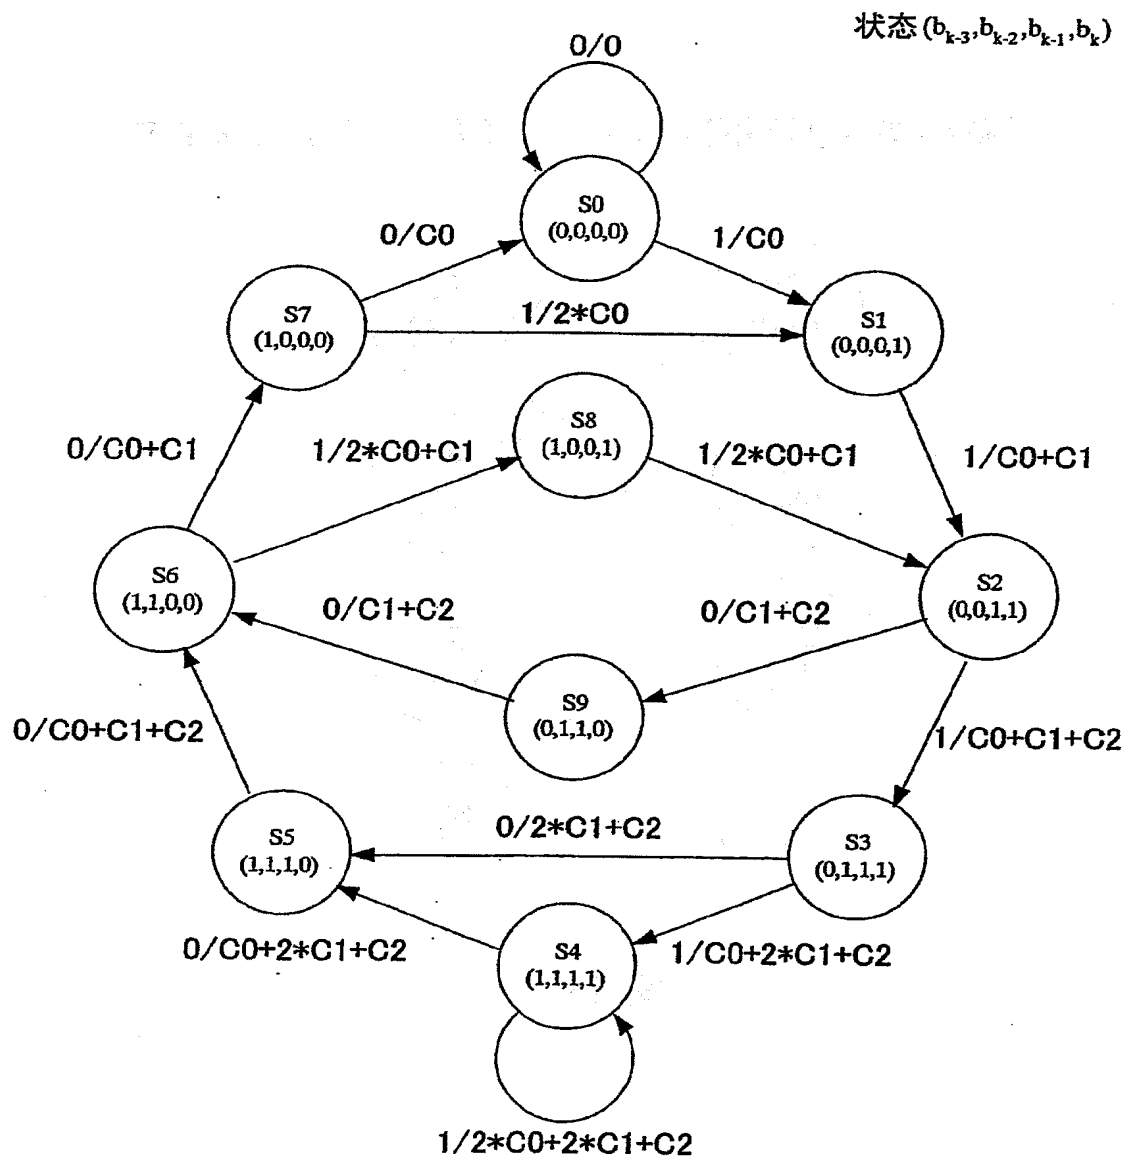 状态(b_{k-3},b_{k-2},b_{k-1},b_k)
0/0
S0
(0,0,0,0)
0/C0
1/C0
S7
(1,0,0,0)
1/2*C0
S1
(0,0,0,1)
0/C0+C1
1/2*C0+C1
S8
(1,0,0,1)
1/2*C0+C1
1/C0+C1
S6
(1,1,0,0)
0/C1+C2
0/C1+C2
S2
(0,0,1,1)
S9
(0,1,1,0)
0/C0+C1+C2
1/C0+C1+C2
S5
(1,1,1,0)
0/2*C1+C2
S3
(0,1,1,1)
0/C0+2*C1+C2
S4
(1,1,1,1)
1/C0+2*C1+C2
1/2*C0+2*C1+C2